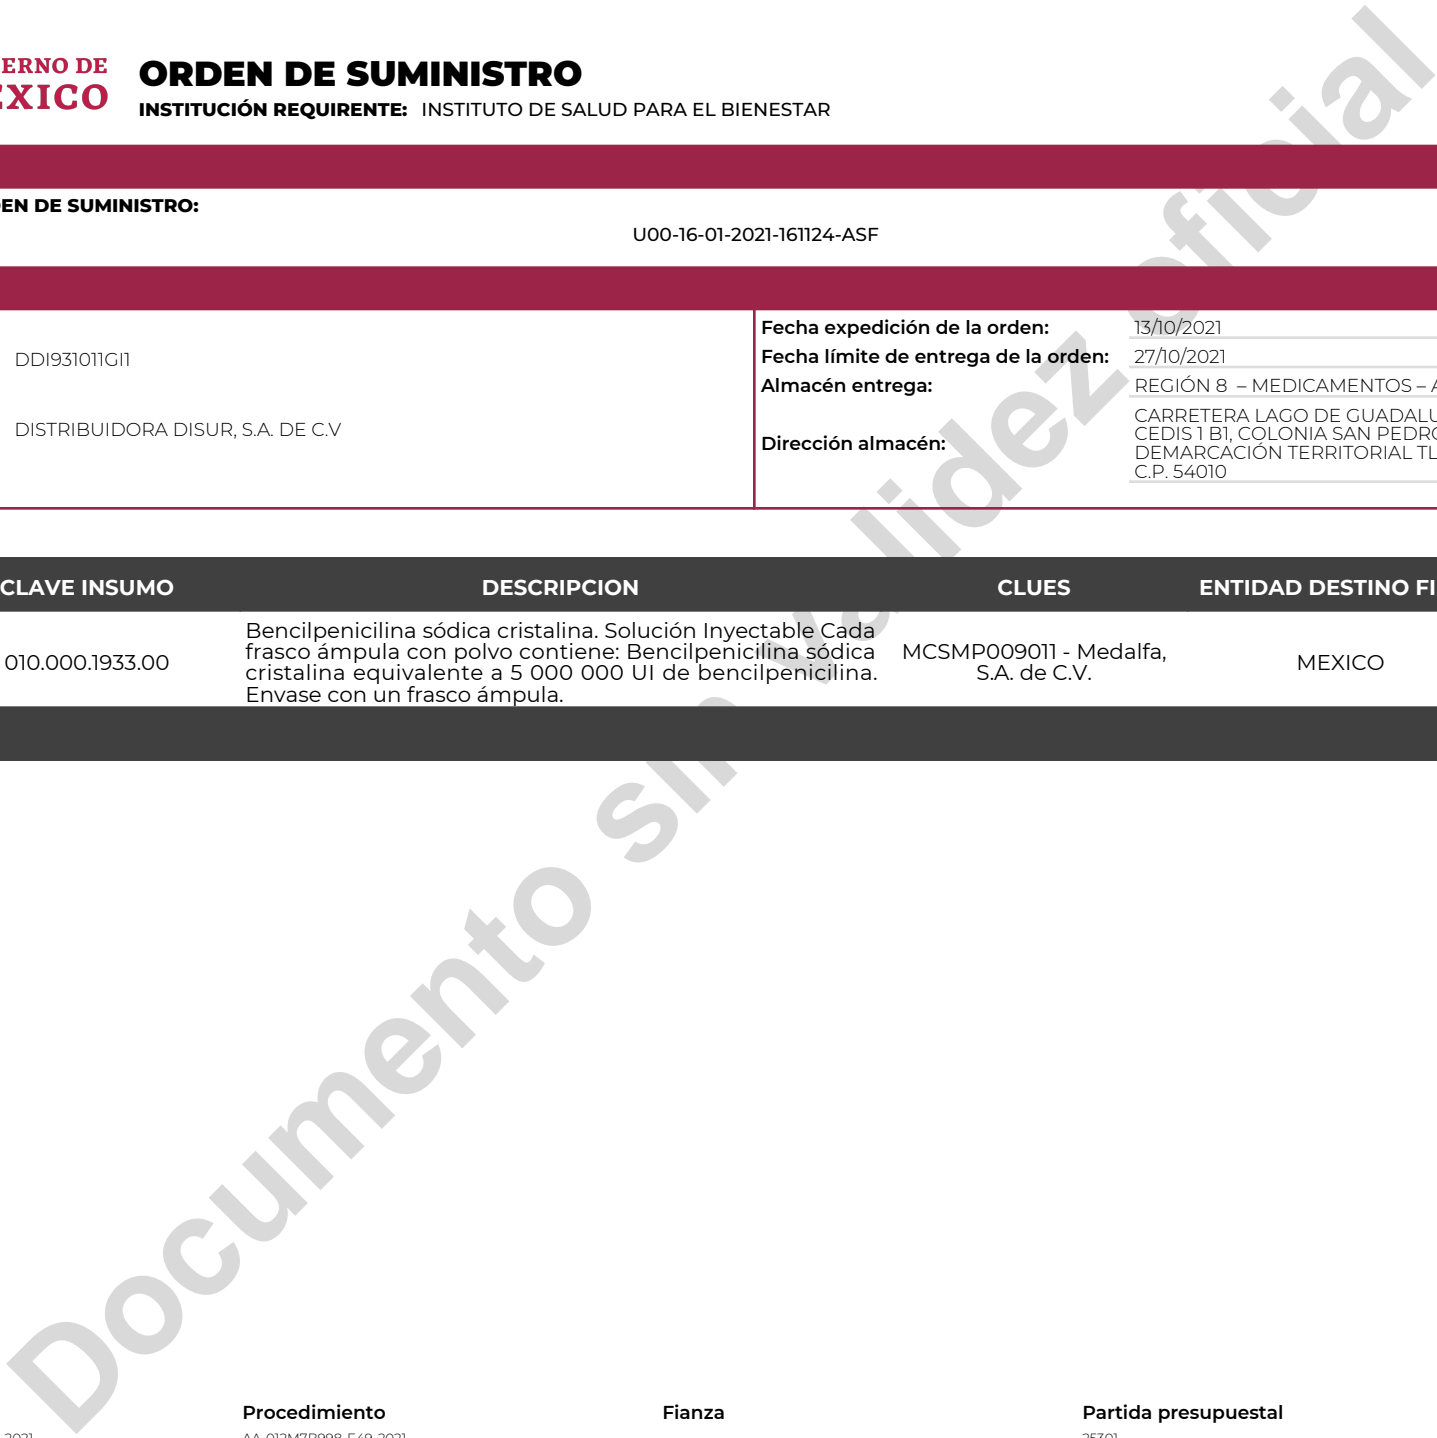 ERNO DE
ORDEN DE SUMINISTRO
INSTITUCIÓN REQUIRENTE: INSTITUTO DE SALUD PARA EL BIENESTAR
EN DE SUMINISTRO:
U00-16-01-2021-161124-ASF
DDI931011GI1
DISTRIBUIDORA DISUR, S.A. DE C.V
Fecha expedición de la orden: 13/10/2021
Fecha límite de entrega de la orden: 27/10/2021
Almacén entrega: REGIÓN 8 – MEDICAMENTOS – A
Dirección almacén:
CARRETERA LAGO DE GUADALU
CEDIS 1 B1, COLONIA SAN PEDRO
DEMARCACIÓN TERRITORIAL TL
C.P. 54010
CLAVE INSUMO DESCRIPCION CLUES ENTIDAD DESTINO FI
010.000.1933.00
Bencilpenicilina sódica cristalina. Solución Inyectable Cada
frasco ámpula con polvo contiene: Bencilpenicilina sódica
cristalina equivalente a 5 000 000 UI de bencilpenicilina.
Envase con un frasco ámpula.
MCSMP009011 - Medalfa,
S.A. de C.V.
MEXICO
Documento sin validez oficial
Procedimiento Fianza Partida presupuestal